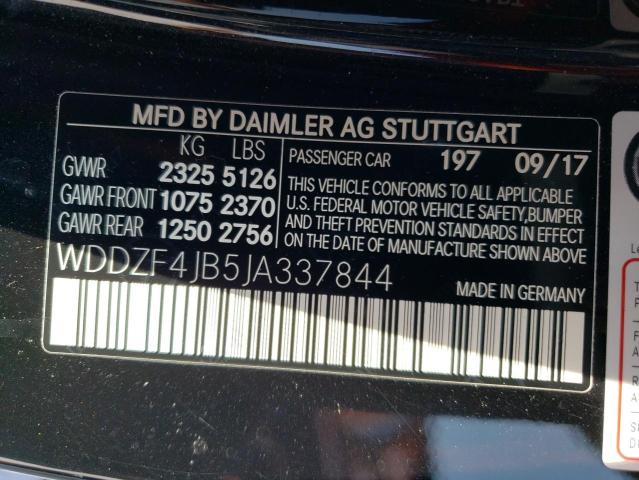 MFD BY DAIMLER AG STUTTGART
KG LBS
GVWR 2325 5126
GAWR FRONT 1075 2370
GAWR REAR 1250 2756
PASSENGER CAR 197 09/17
THIS VEHICLE CONFORMS TO ALL APPLICABLE
U.S. FEDERAL MOTOR VEHICLE SAFETY,BUMPER
AND THEFT PREVENTION STANDARDS IN EFFECT
ON THE DATE OF MANUFACTURE SHOWN ABOVE
WDDZF4JB5JA337844
MADE IN GERMANY